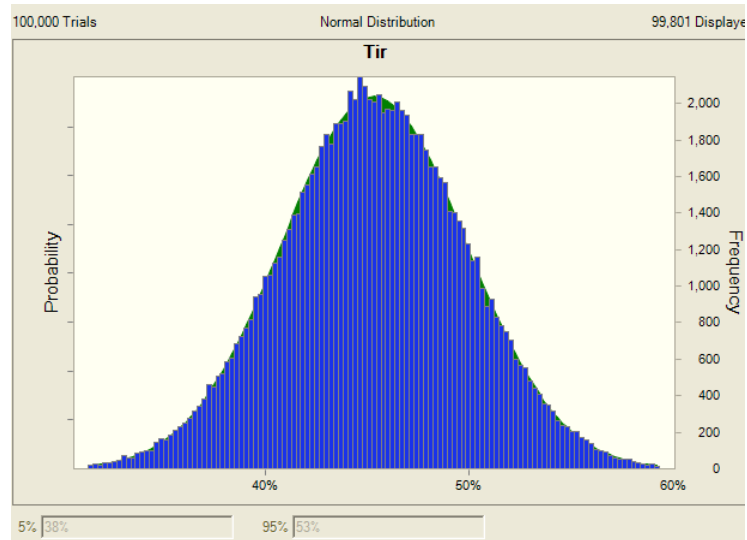 100,000 Trials Normal Distribution 99,801 Displaye
Tir
Probability
Frequency
2,000
1,800
1,600
1,400
1,200
1,000
800
600
400
200
0
40% 50% 60%
5% 38% 95% 53%